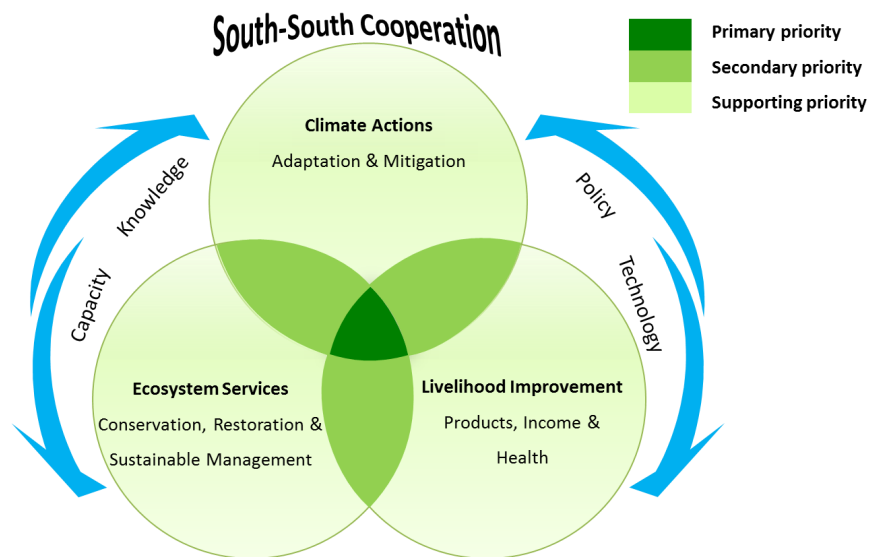 South-South Cooperation
Primary priority
Secondary priority
Supporting priority
Climate Actions
Adaptation & Mitigation
Knowledge
Capacity
Policy
Technology
Ecosystem Services
Conservation, Restoration &
Sustainable Management
Livelihood Improvement
Products, Income &
Health